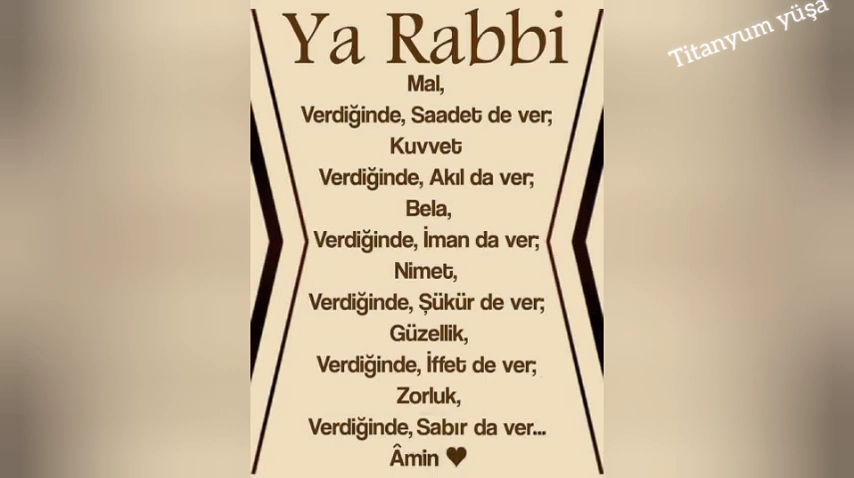 Titanyum yüşa
Ya Rabbi
Mal,
Verdiğinde, Saadet de ver;
Kuvvet
Verdiğinde, Akıl da ver;
Bela,
Verdiğinde, İman da ver;
Nimet,
Verdiğinde, Şükür de ver;
Güzellik,
Verdiğinde, İffet de ver;
Zorluk,
Verdiğinde, Sabır da ver...
Âmin ♥